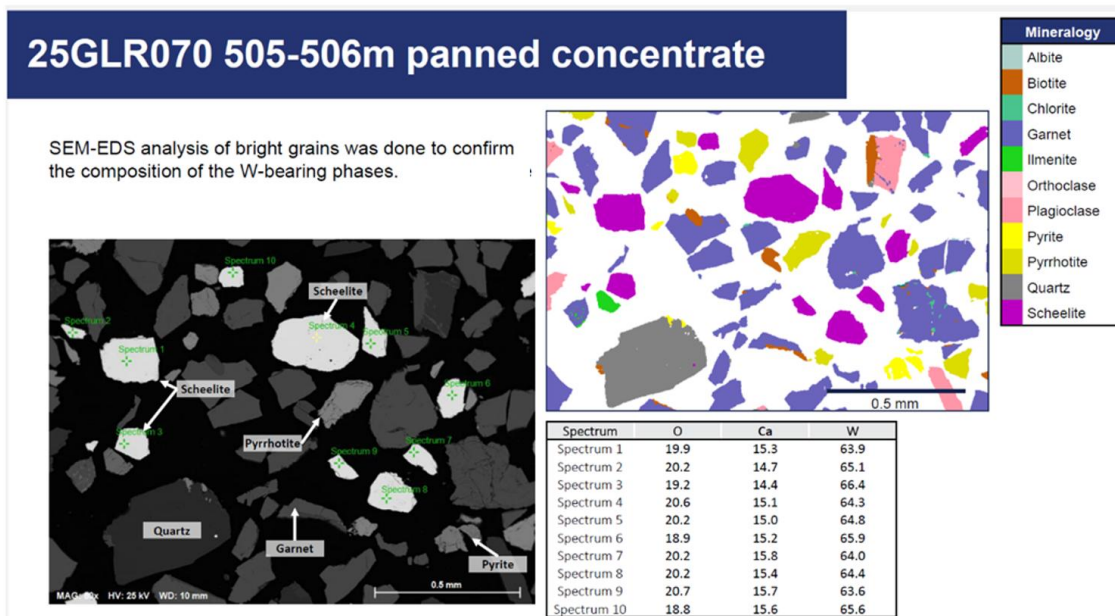 25GLR070 505-506m panned concentrate
SEM-EDS analysis of bright grains was done to confirm
the composition of the W-bearing phases.
Spectrum 10
Scheelite
Spectrum 2
Spectrum 4
Spectrum 5
Spectrum 1
Scheelite
Spectrum 6
Spectrum 3
Pyrrhotite
Spectrum 7
Spectrum 9
Spectrum 8
Quartz
Garnet
Pyrite
HV: 25 kV WD: 10 mm
0.5 mm
Mineralogy
Albite
Biotite
Chlorite
Garnet
Ilmenite
Orthoclase
Plagioclase
Pyrite
Pyrrhotite
Quartz
Scheelite
0.5 mm
Spectrum O Ca W
Spectrum 1 19.9 15.3 63.9
Spectrum 2 20.2 14.7 65.1
Spectrum 3 19.2 14.4 66.4
Spectrum 4 20.6 15.1 64.3
Spectrum 5 20.2 15.0 64.8
Spectrum 6 18.9 15.2 65.9
Spectrum 7 20.2 15.8 64.0
Spectrum 8 20.2 15.4 64.4
Spectrum 9 20.7 15.7 63.6
Spectrum 10 18.8 15.6 65.6